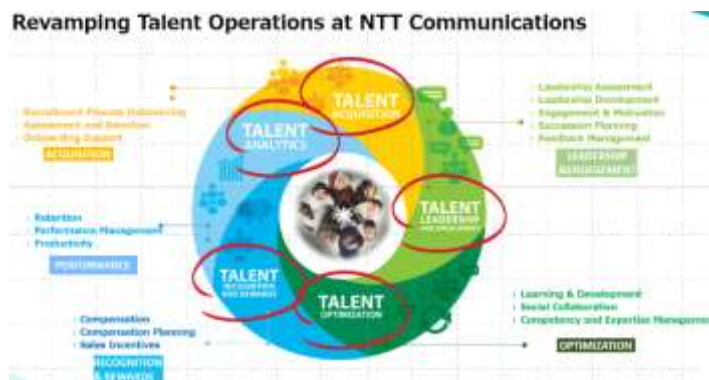 Revamping Talent Operations at NTT Communications
TALENT
ACQUISITION
TALENT
ANALYTICS
TALENT
LEADERSHIP
TALENT
RECOGNITION
AND REWARDS
TALENT
OPTIMIZATION
Recruitment Process Outsourcing
Assessment and Selection
Onboarding Support
ACQUISITION
Leadership Assessment
Leadership Development
Engagement & Motivation
Succession Planning
Feedback Management
LEADERSHIP
Retention
Performance Management
Productivity
PERFORMANCE
Compensation
Compensation Planning
Sales Incentives
RECOGNITION
& REWARDS
Learning & Development
Social Collaboration
Competency and Expertise Management
OPTIMIZATION